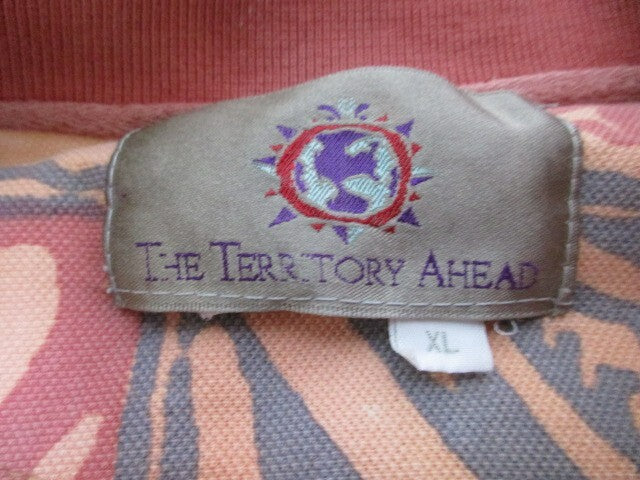 THE TERRITORY AHEAD
XL